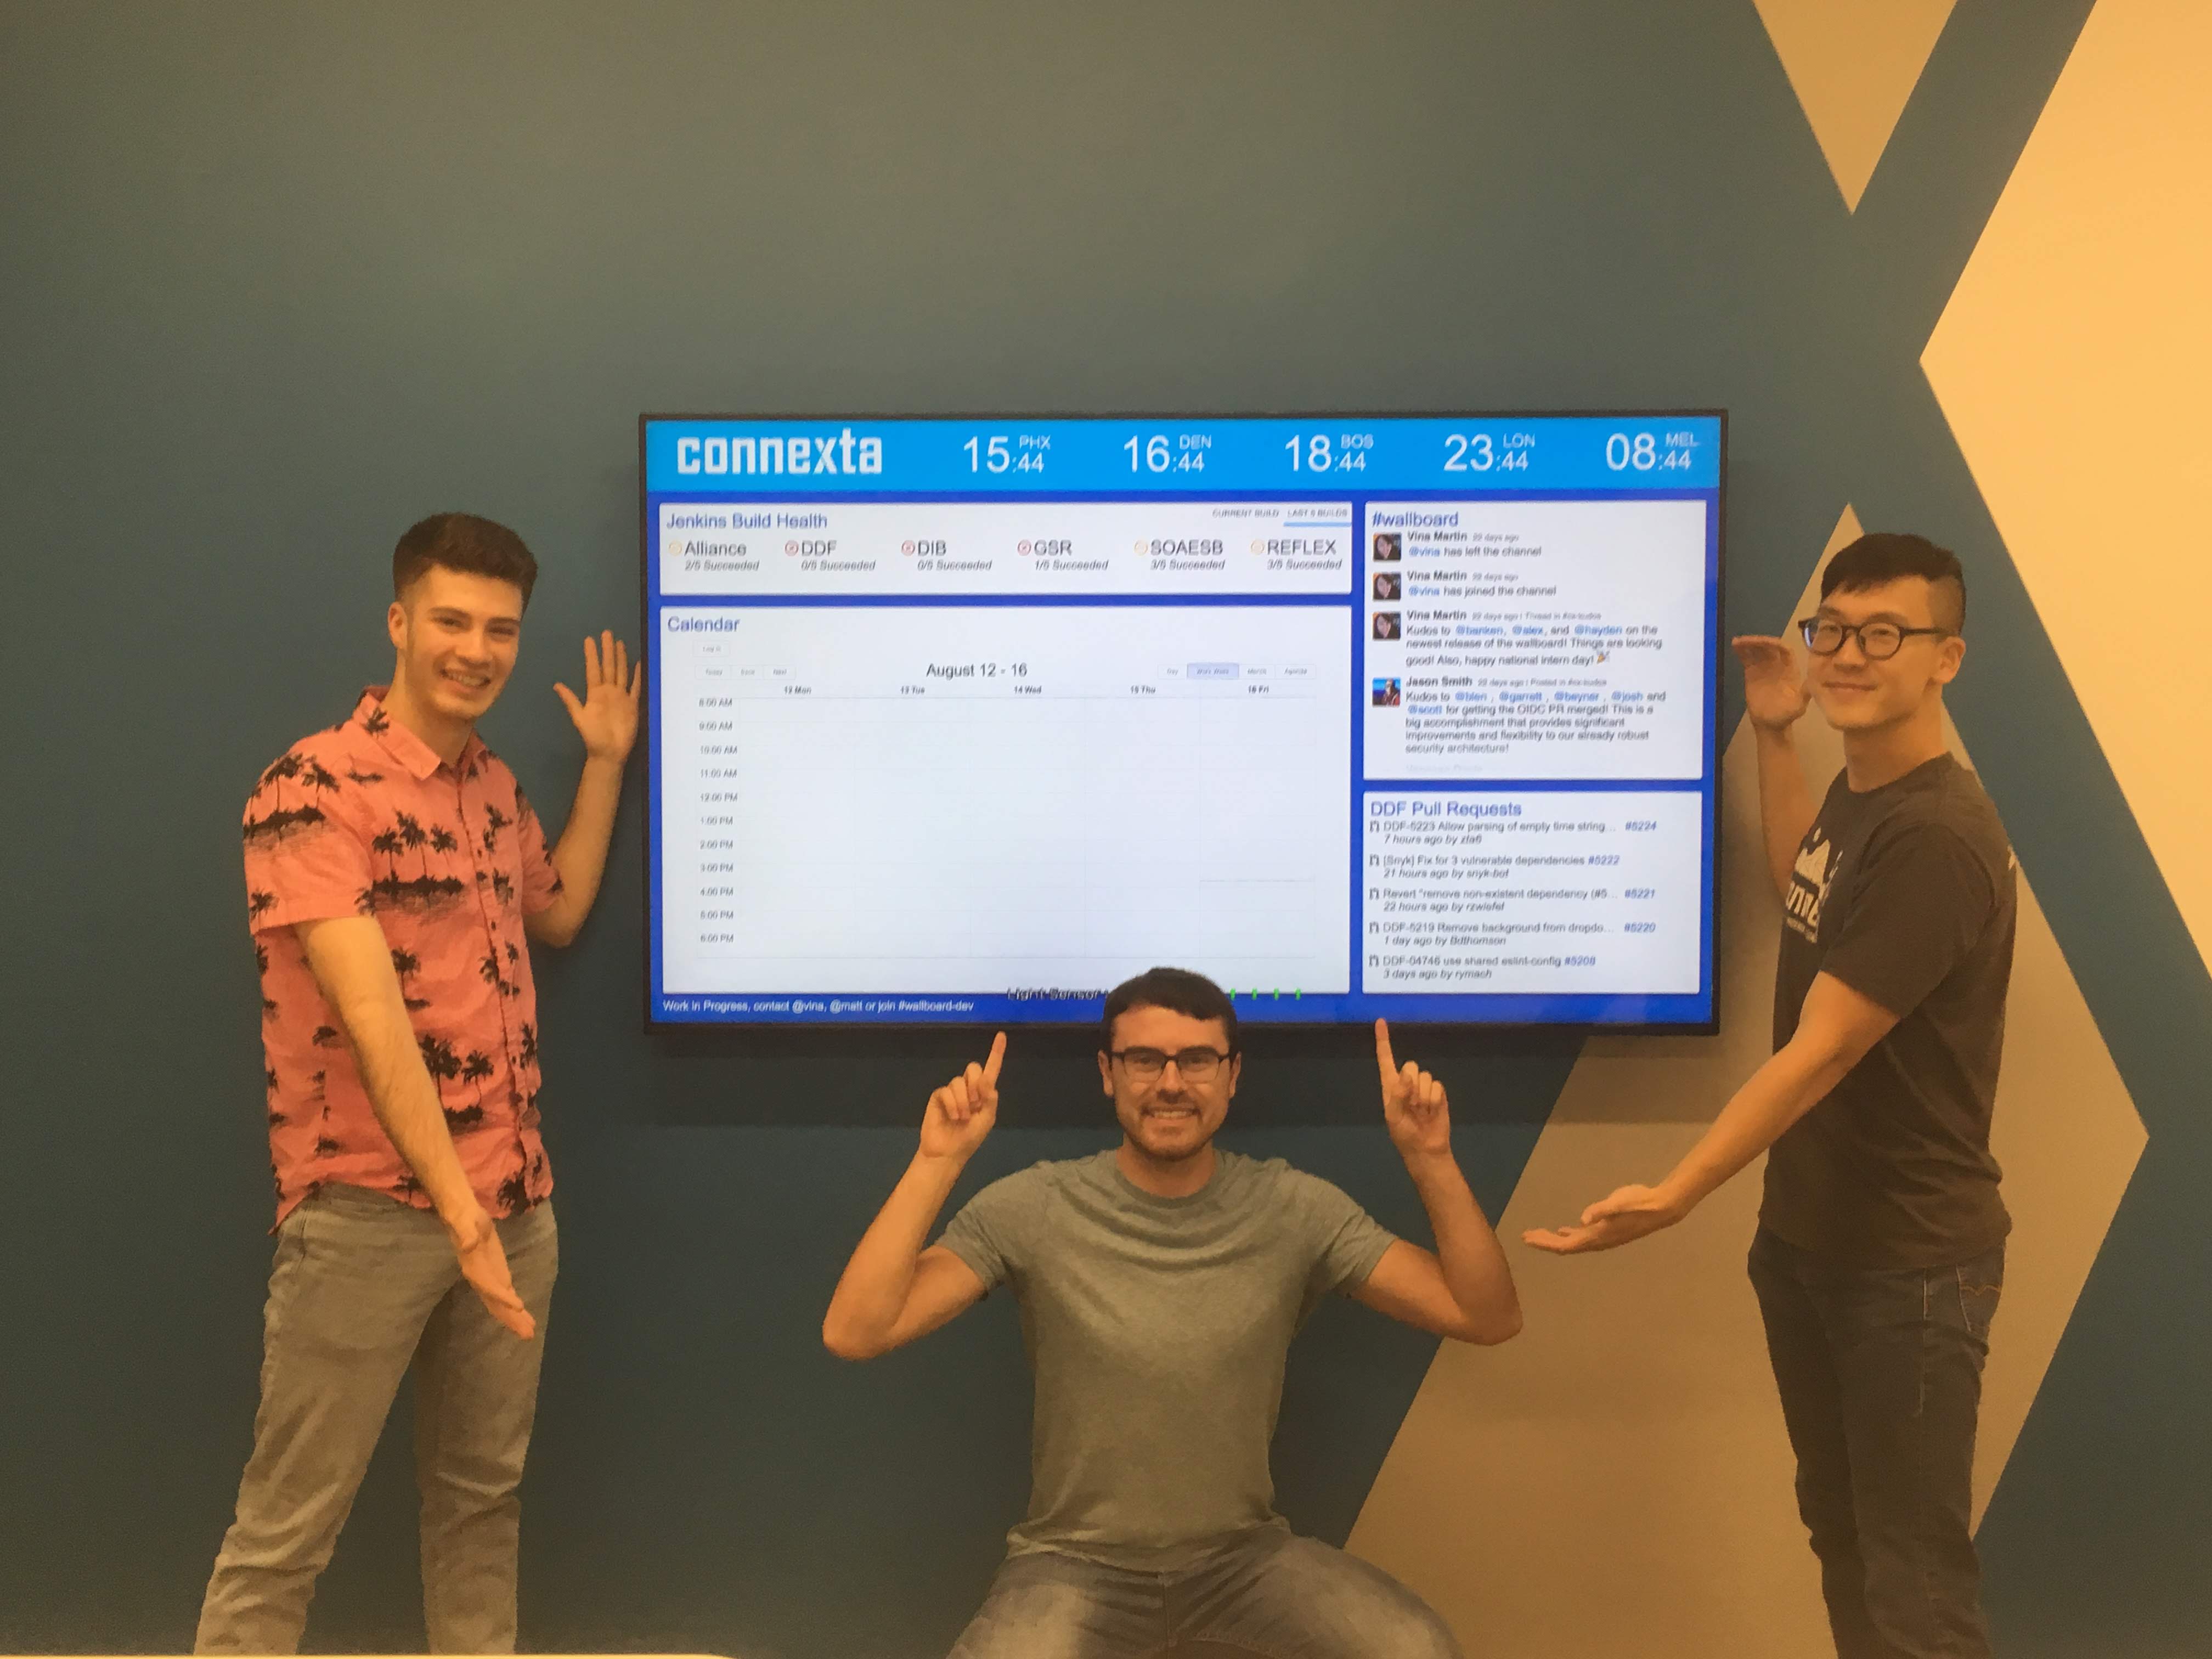 connexta
15:44 PHX
16:44 DEN
18:44 BOS
23:44 LON
08:44 MEL
Jenkins Build Health
CURRENT BUILD LAST 5 BUILDS
Alliance
2/5 Succeeded
DDF
0/5 Succeeded
DIB
0/5 Succeeded
GSR
1/5 Succeeded
SOAESB
3/5 Succeeded
REFLEX
3/5 Succeeded
Calendar
Log in
Today Back Next
August 12 - 16
Day Work Week Month Agenda
12 Mon 13 Tue 14 Wed 15 Thu 16 Fri
8:00 AM
9:00 AM
10:00 AM
11:00 AM
12:00 PM
1:00 PM
2:00 PM
3:00 PM
4:00 PM
5:00 PM
6:00 PM
#wallboard
Vina Martin 22 days ago
@vina has left the channel
Vina Martin 22 days ago
@vina has joined the channel
Vina Martin 22 days ago | Thread in #cx-kudos
Kudos to @banken, @alex, and @hayden on the
newest release of the wallboard! Things are looking
good! Also, happy national intern day!
Jason Smith 22 days ago | Posted in #cx-kudos
Kudos to @blen , @garrett , @beyner , @josh and
@scott for getting the OIDC PR merged! This is a
big accomplishment that provides significant
improvements and flexibility to our already robust
security architecture!
DDF Pull Requests
DDF-5223 Allow parsing of empty time string... #5224
7 hours ago by zta6
[Snyk] Fix for 3 vulnerable dependencies #5222
21 hours ago by snyk-bot
Revert "remove non-existent dependency (#5... #5221
22 hours ago by rzwiefel
DDF-5219 Remove background from dropdo... #5220
1 day ago by Bdthomson
DDF-04746 use shared eslint-config #5208
3 days ago by rymach
Light Sensor
Work in Progress, contact @vina, @matt or join #wallboard-dev